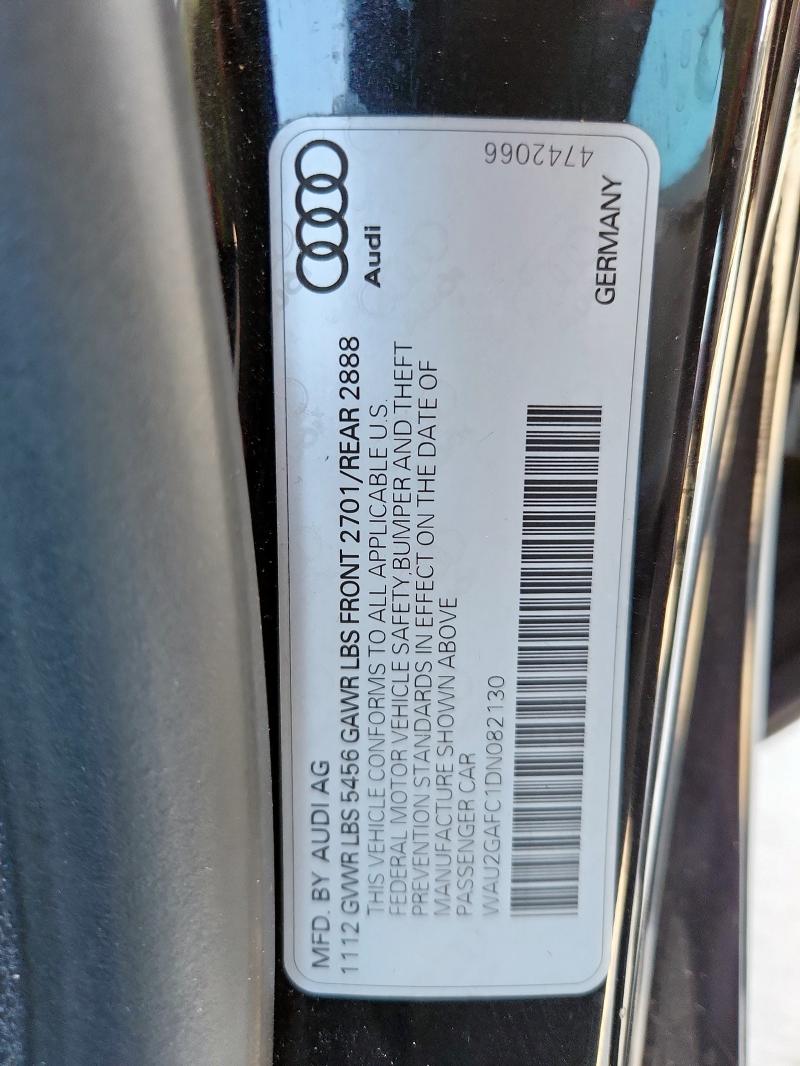 MFD. BY AUDI AG
1112 GVWR LBS 5456 GAWR LBS FRONT 2701/REAR 2888
THIS VEHICLE CONFORMS TO ALL APPLICABLE U.S.
FEDERAL MOTOR VEHICLE SAFETY,BUMPER AND THEFT
PREVENTION STANDARDS IN EFFECT ON THE DATE OF
MANUFACTURE SHOWN ABOVE
PASSENGER CAR
WAU2GAFC1DN082130
Audi
GERMANY
4742066